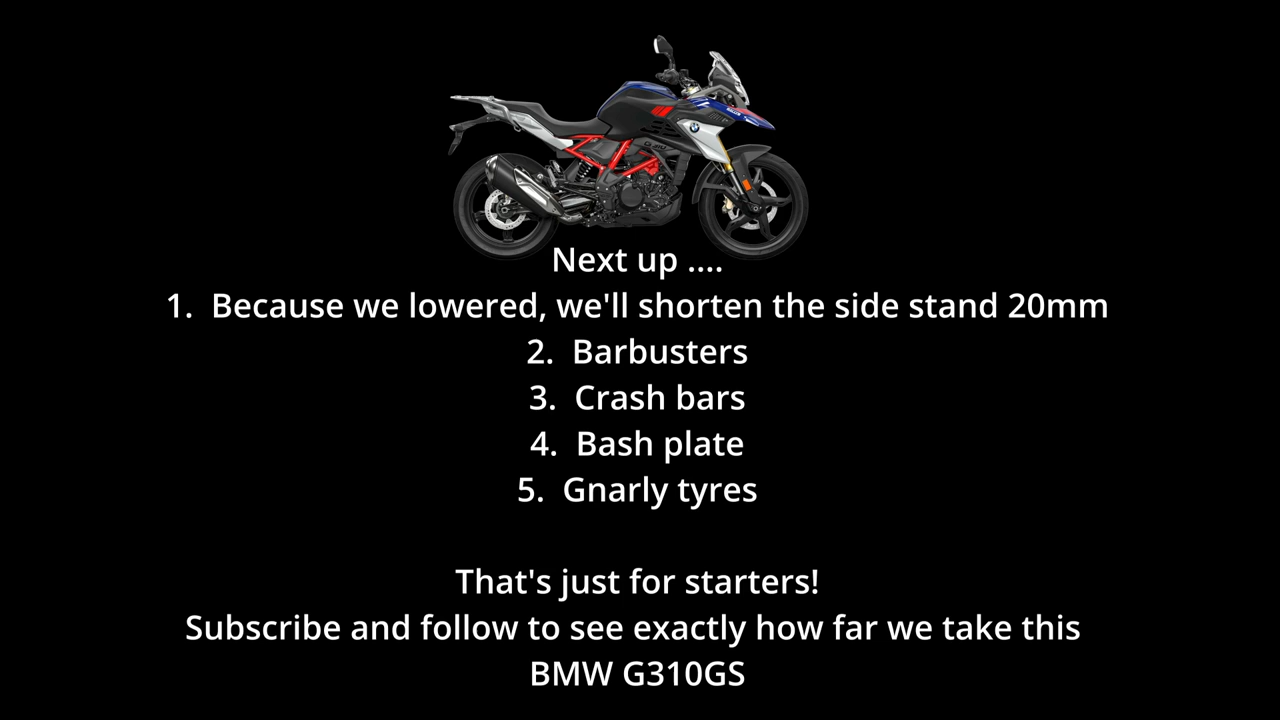 Next up ....
1.  Because we lowered, we'll shorten the side stand 20mm
2.  Barbusters
3.  Crash bars
4.  Bash plate
5.  Gnarly tyres
That's just for starters!
Subscribe and follow to see exactly how far we take this
BMW G310GS